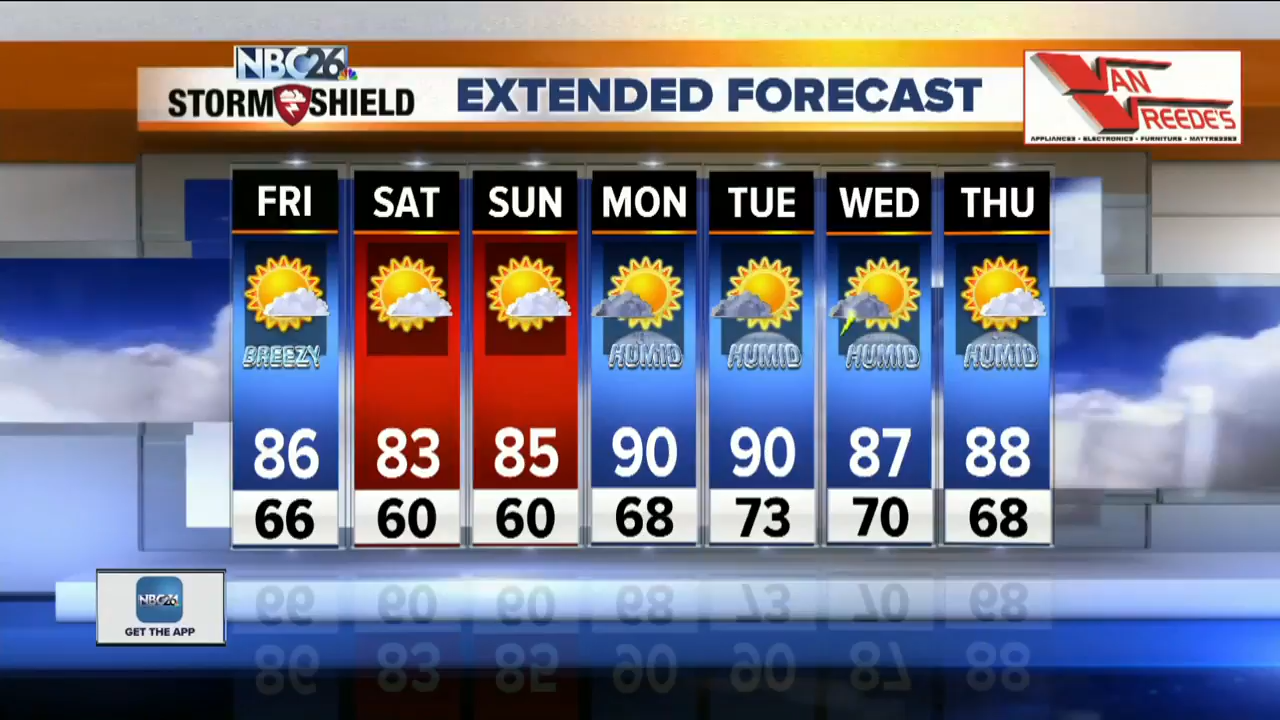 NBC26
STORM SHIELD
EXTENDED FORECAST
VAN
VREEDE'S
APPLIANCES - ELECTRONICS - FURNITURE - MATTRESSES
FRI SAT SUN MON TUE WED THU
BREEZY HUMID HUMID HUMID HUMID
86 83 85 90 90 87 88
66 60 60 68 73 70 68
NBC26
GET THE APP